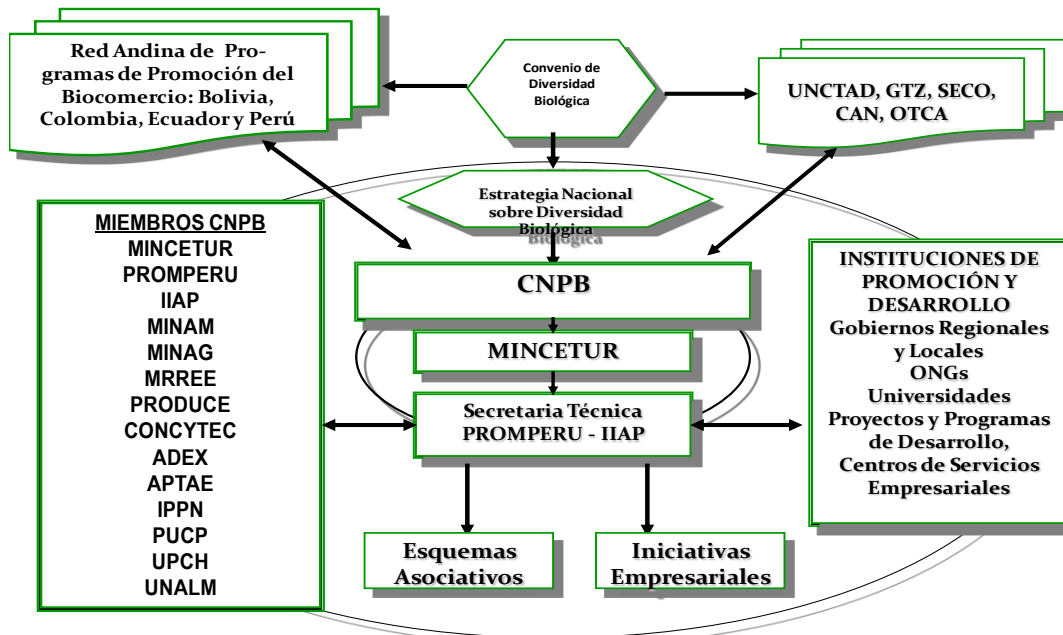 Red Andina de Pro-
gramas de Promoción del
Biocomercio: Bolivia,
Colombia, Ecuador y Perú
Convenio de
Diversidad
Biológica
UNCTAD, GTZ, SECO,
CAN, OTCA
Estrategia Nacional
sobre Diversidad
Biológica
MIEMBROS CNPB
MINCETUR
PROMPERU
IIAP
MINAM
MINAG
MRREE
PRODUCE
CONCYTEC
ADEX
APTAE
IPPN
PUCP
UPCH
UNALM
CNPB
MINCETUR
Secretaria Técnica
PROMPERU - IIAP
Esquemas
Asociativos
Iniciativas
Empresariales
INSTITUCIONES DE
PROMOCIÓN Y
DESARROLLO
Gobiernos Regionales
y Locales
ONGs
Universidades
Proyectos y Programas
de Desarrollo,
Centros de Servicios
Empresariales